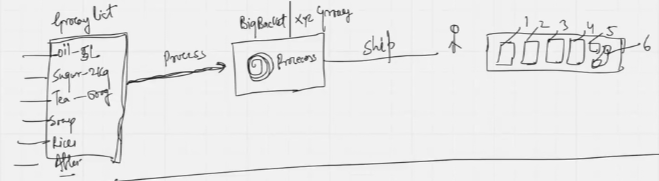 Grocery List
Oil - 5L
Sugar - 2kg
Tea - 500g
Soap
Rice
Process
BigBacket | XYZ Grocery
Process
Ship
1 2 3 4 5
6